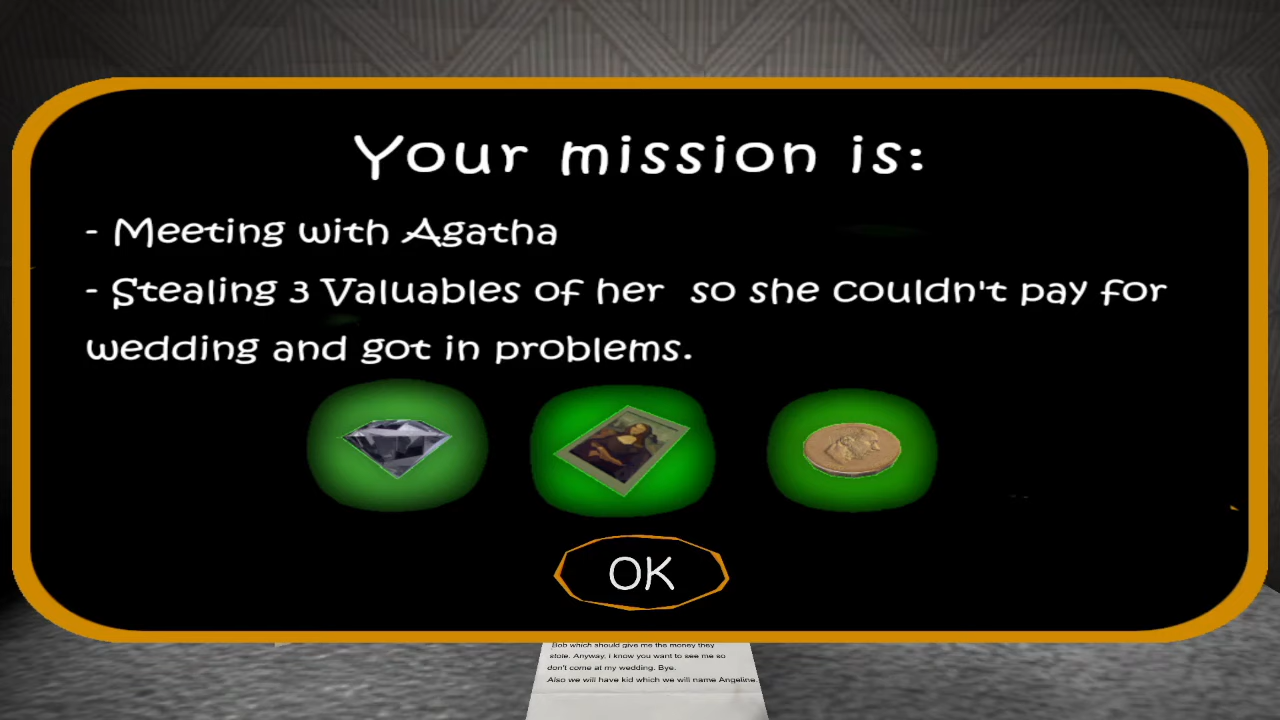 Your mission is:
- Meeting with Agatha
- Stealing 3 Valuables of her so she couldn't pay for
wedding and got in problems.
OK
Bob which should give me the money they
stole. Anyway, i know you want to see me so
don't come at my wedding. Bye.
Also we will have kid which we will name Angeline.